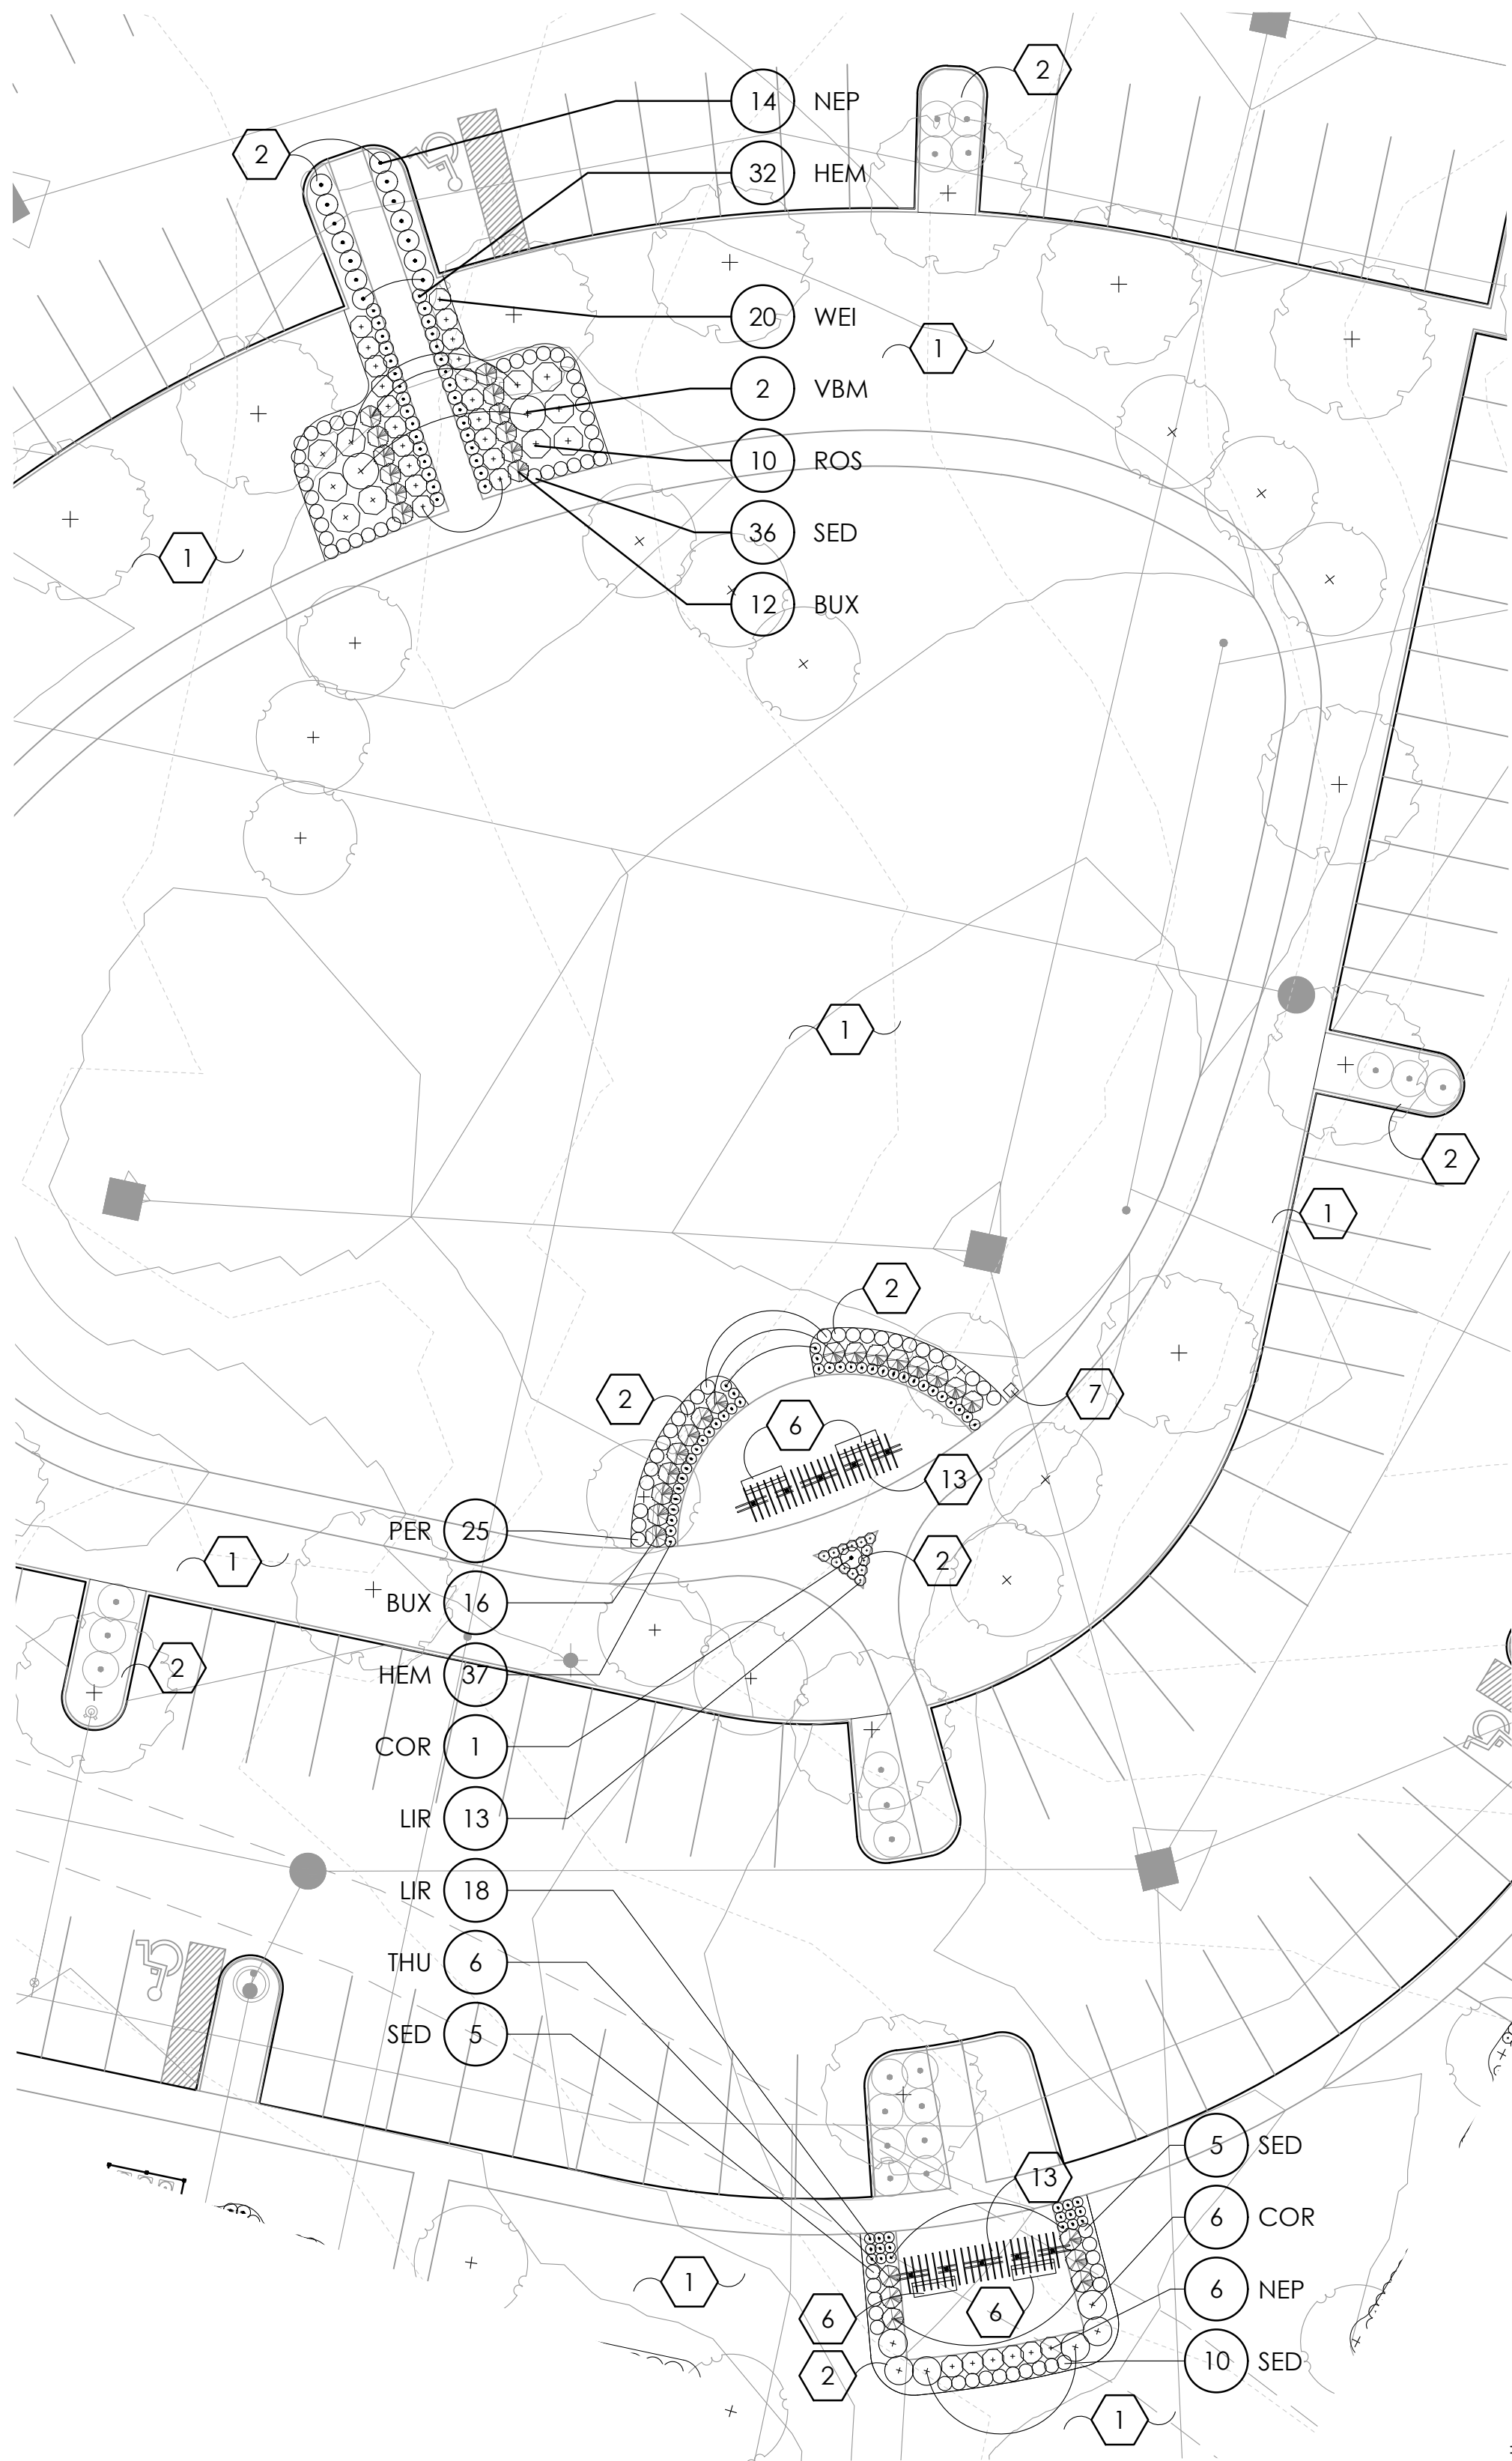 2
14 NEP
2
32 HEM
20 WEI
1
2 VBM
10 ROS
36 SED
1
12 BUX
1
2
1
2
7
2
6
13
PER 25
2
1
BUX 16
2
HEM 37
COR 1
LIR 13
LIR 18
THU 6
SED 5
5 SED
13
6 COR
1
6 NEP
6
6
10 SED
2
1